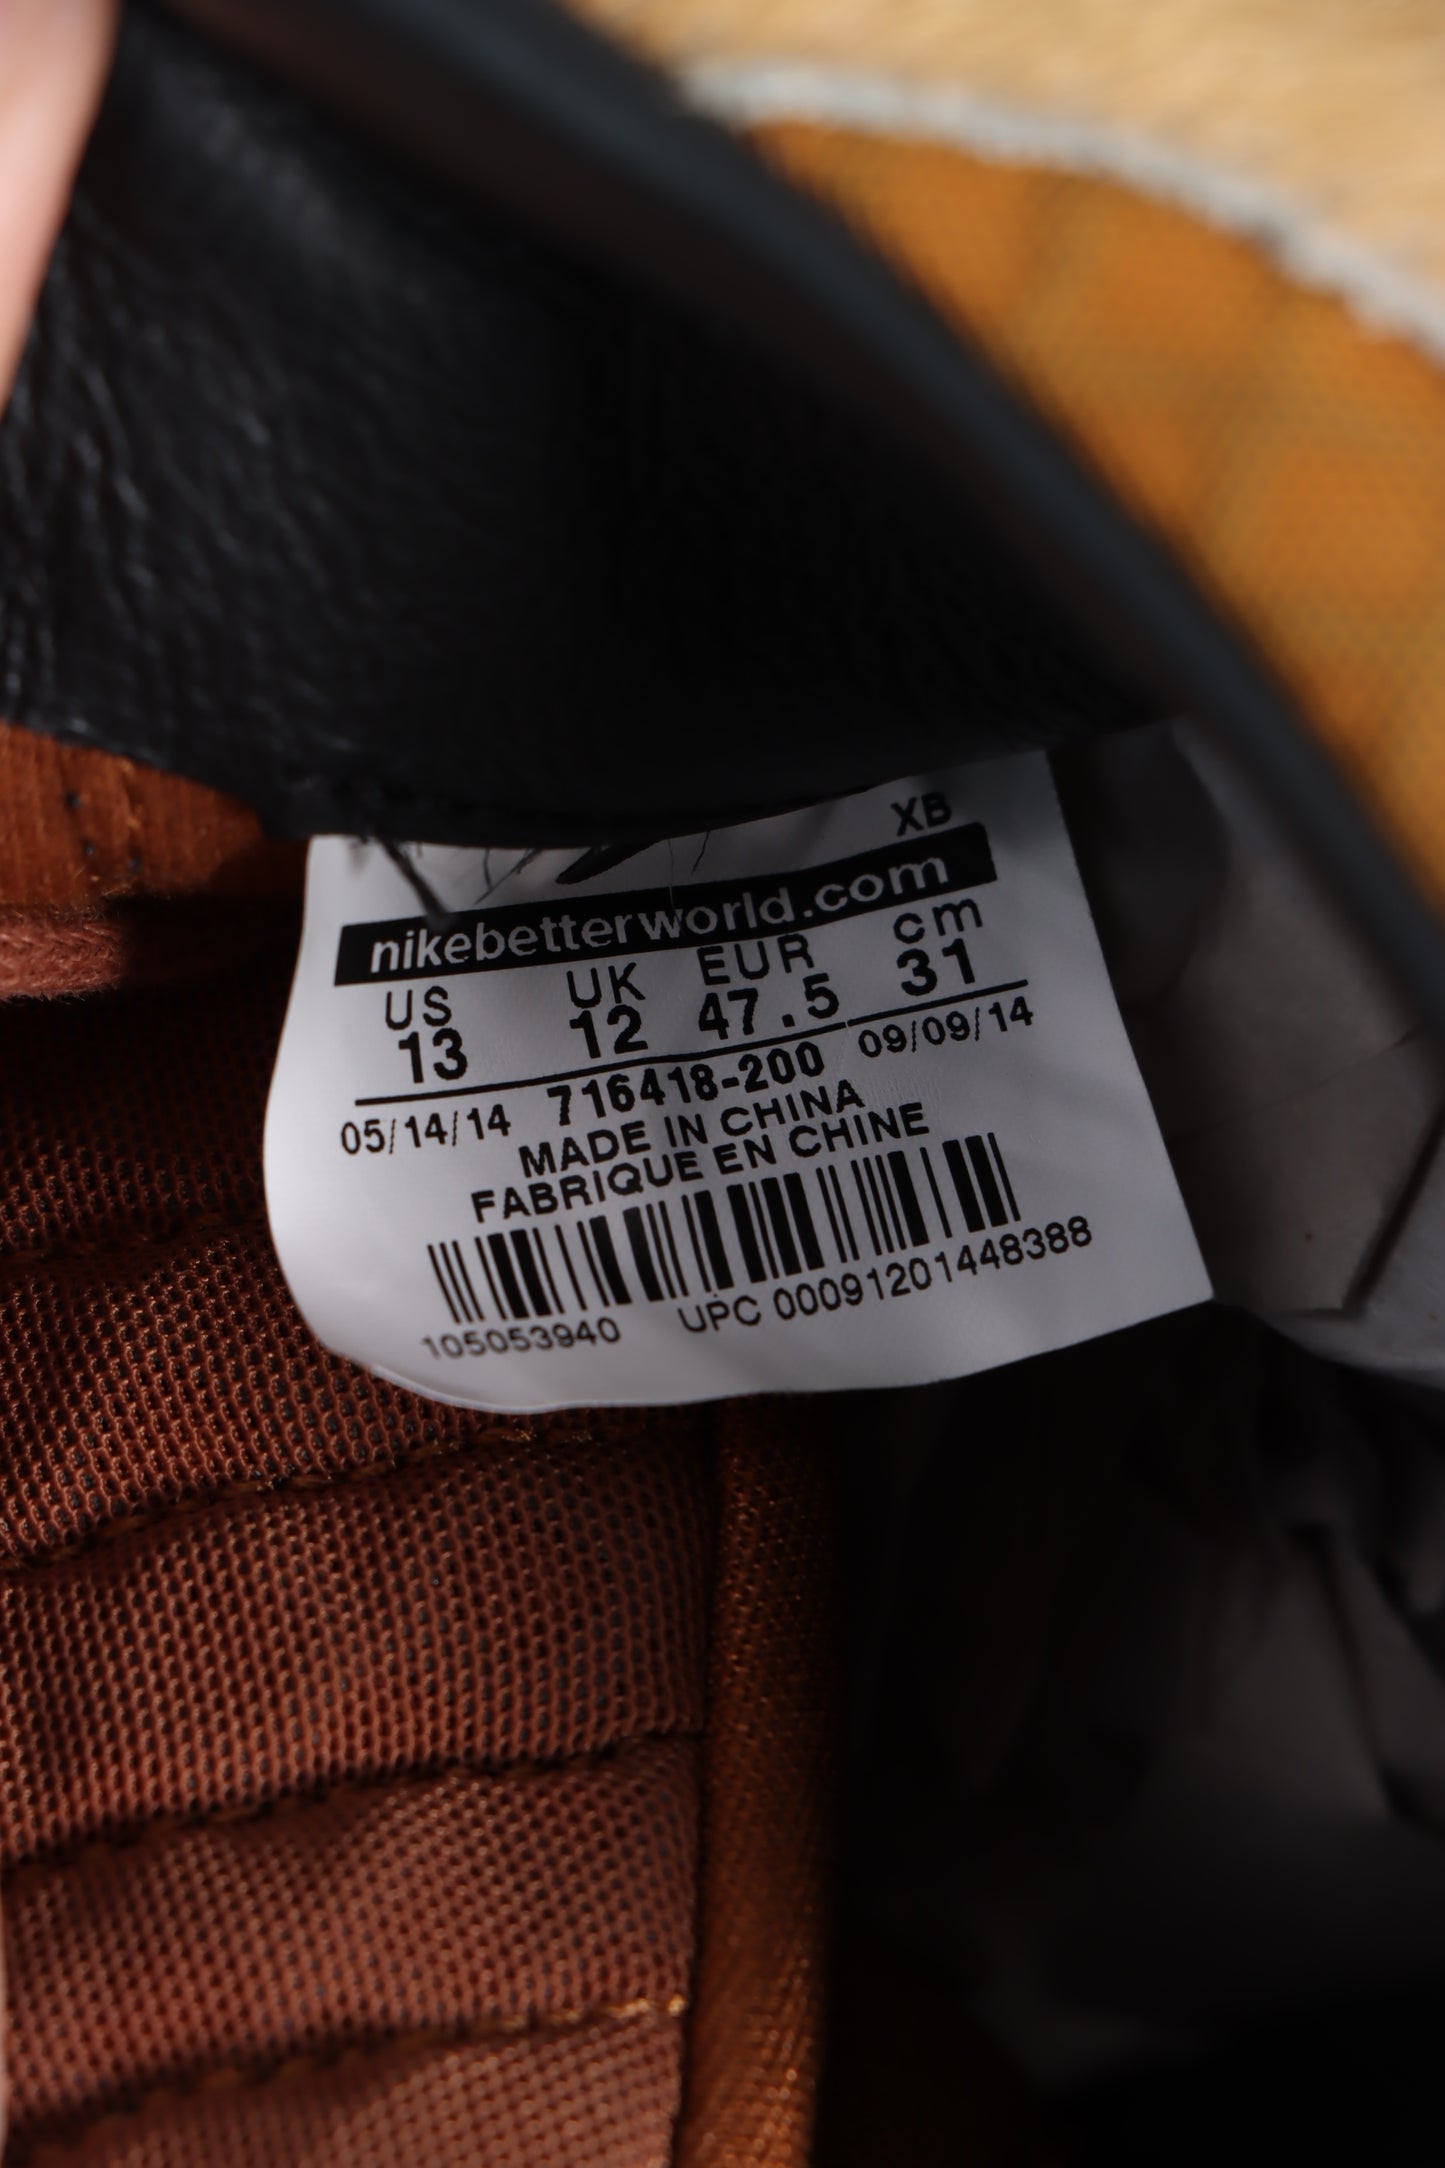 XB
nikebetterworld.com
US UK EUR cm
13 12 47.5 31
05/14/14 716418-200 09/09/14
MADE IN CHINA
FABRIQUE EN CHINE
105053940 UPC 00091201448388